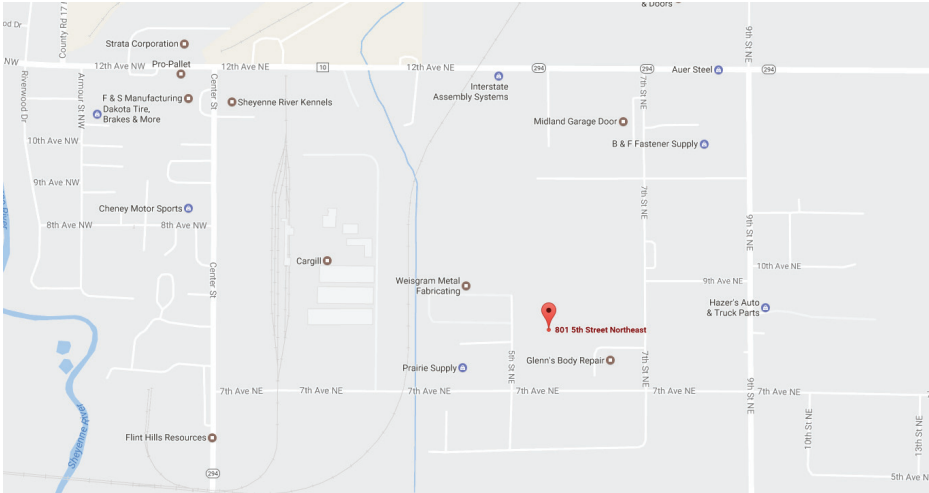 & Doors
od Dr
County Rd 17 N
Strata Corporation
9th St NE
NW
12th Ave NW
Pro-Pallet
12th Ave NE
10
12th Ave NE
294
294
Auer Steel
294
Interstate
Assembly Systems
Riverwood Dr
Armour St NW
F & S Manufacturing
Dakota Tire,
Brakes & More
Center St
Sheyenne River Kennels
7th St NE
Midland Garage Door
B & F Fastener Supply
10th Ave NW
9th Ave NW
7th St NE
Cheney Motor Sports
8th Ave NW
8th Ave NW
9th St NE
Center St
Cargill
Weisgram Metal
Fabricating
10th Ave NE
9th Ave NE
Hazer's Auto
& Truck Parts
801 5th Street Northeast
Glenn's Body Repair
5th St NE
7th St NE
Prairie Supply
7th Ave NE
7th Ave NE
7th Ave NE
7th Ave NE
7th Ave NE
7th Ave NE
9th St NE
10th St NE
13th St NE
Sheyenne River
Flint Hills Resources
294
5th Ave N